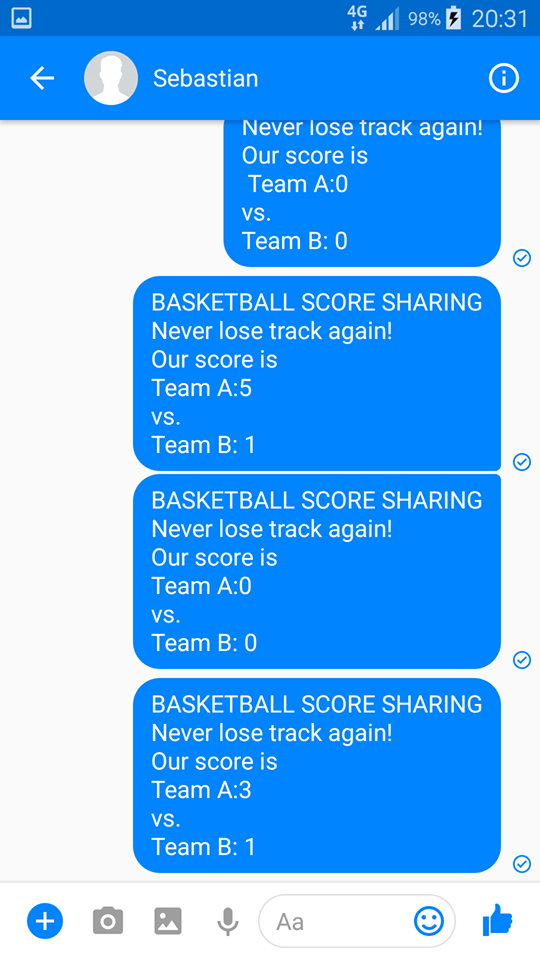 4G 98% 20:31
Sebastian
Never lose track again!
Our score is
Team A:0
vs.
Team B: 0
BASKETBALL SCORE SHARING
Never lose track again!
Our score is
Team A:5
vs.
Team B: 1
BASKETBALL SCORE SHARING
Never lose track again!
Our score is
Team A:0
vs.
Team B: 0
BASKETBALL SCORE SHARING
Never lose track again!
Our score is
Team A:3
vs.
Team B: 1
Aa